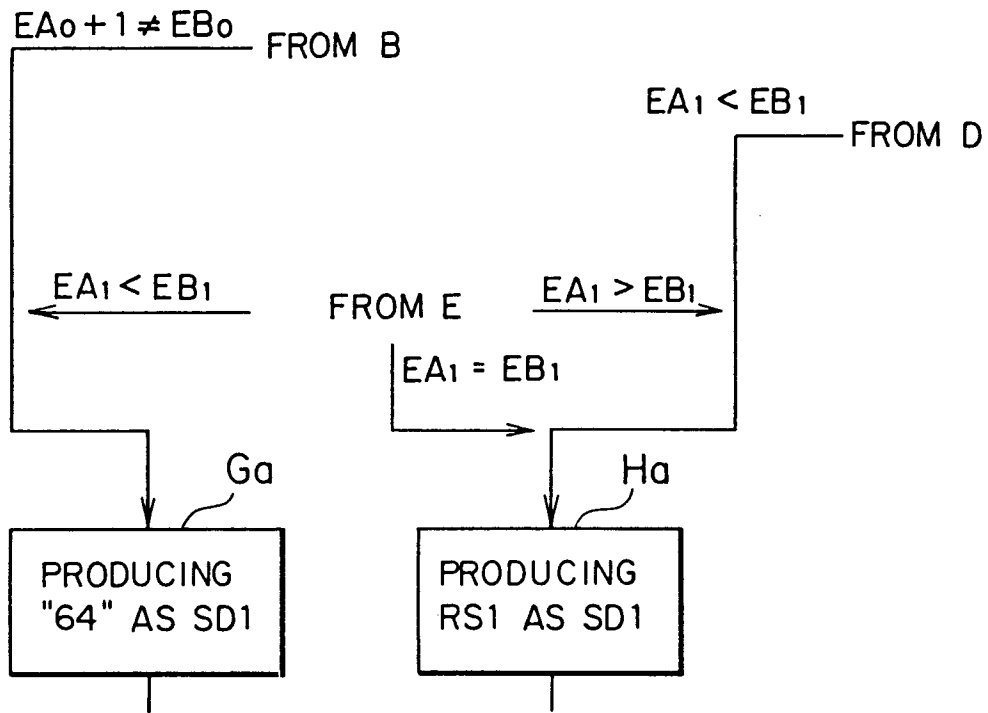 EA0 + 1 ≠ EB0
FROM B
EA1 < EB1
FROM D
EA1 < EB1
FROM E
EA1 > EB1
EA1 = EB1
Ga
Ha
PRODUCING
"64" AS SD1
PRODUCING
RS1 AS SD1